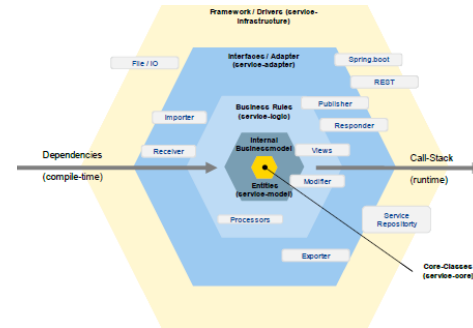 Framework / Drivers (service-
infrastructure)
File / IO
Interfaces / Adapter
(service-adapter)
Spring.boot
REST
Importer
Business Rules
(service-logic)
Publisher
Responder
Receiver
Internal
Businessmodel
Views
Dependencies
(compile-time)
Call-Stack
(runtime)
Entities
(service-model)
Modifier
Processors
Service
Repository
Exporter
Core-Classes
(service-core)